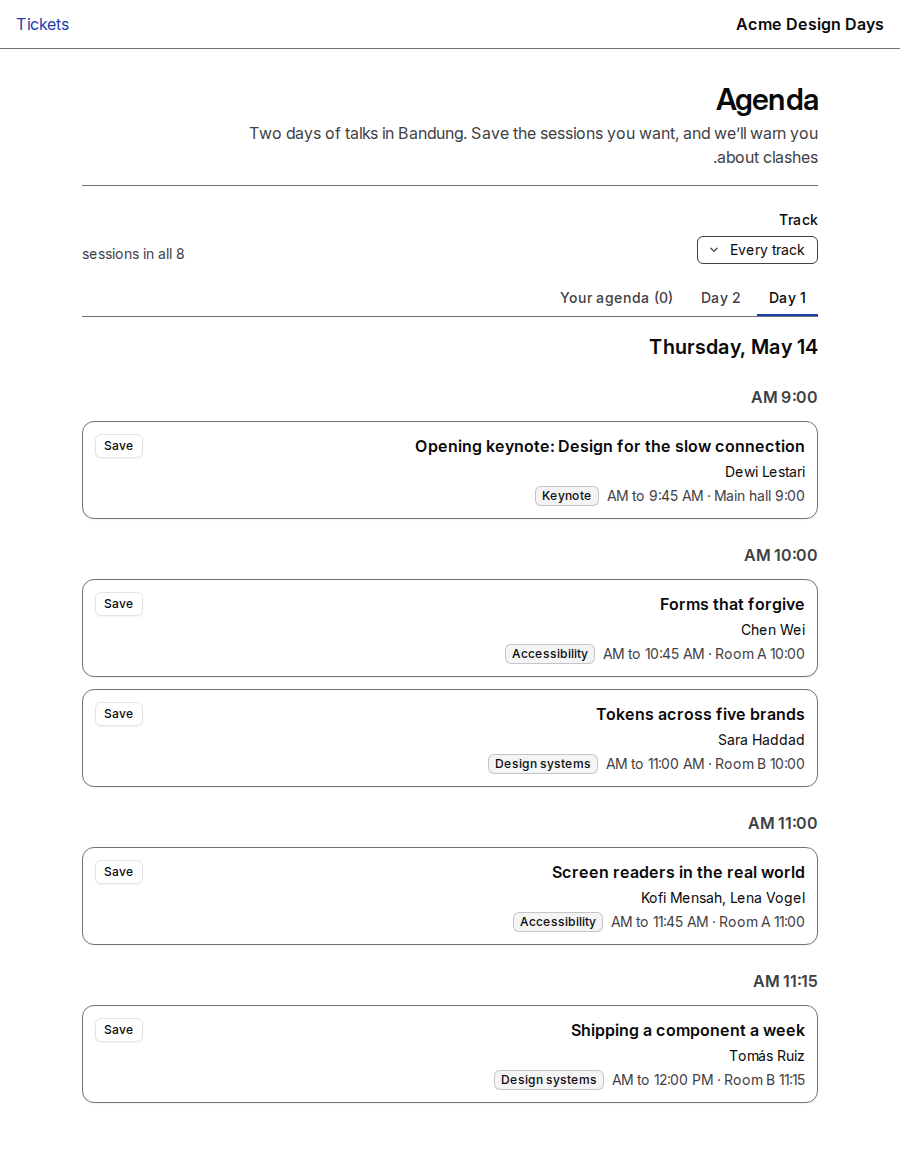 Acme Design Days
Tickets
Agenda
Two days of talks in Bandung. Save the sessions you want, and we'll warn you
.about clashes
Track
Every track
sessions in all 8
Day 1
Day 2
Your agenda (0)
Thursday, May 14
AM 9:00
Opening keynote: Design for the slow connection
Save
Dewi Lestari
AM to 9:45 AM · Main hall 9:00
Keynote
AM 10:00
Forms that forgive
Save
Chen Wei
AM to 10:45 AM · Room A 10:00
Accessibility
Tokens across five brands
Save
Sara Haddad
AM to 11:00 AM · Room B 10:00
Design systems
AM 11:00
Screen readers in the real world
Save
Kofi Mensah, Lena Vogel
AM to 11:45 AM · Room A 11:00
Accessibility
AM 11:15
Shipping a component a week
Save
Tomás Ruiz
AM to 12:00 PM · Room B 11:15
Design systems